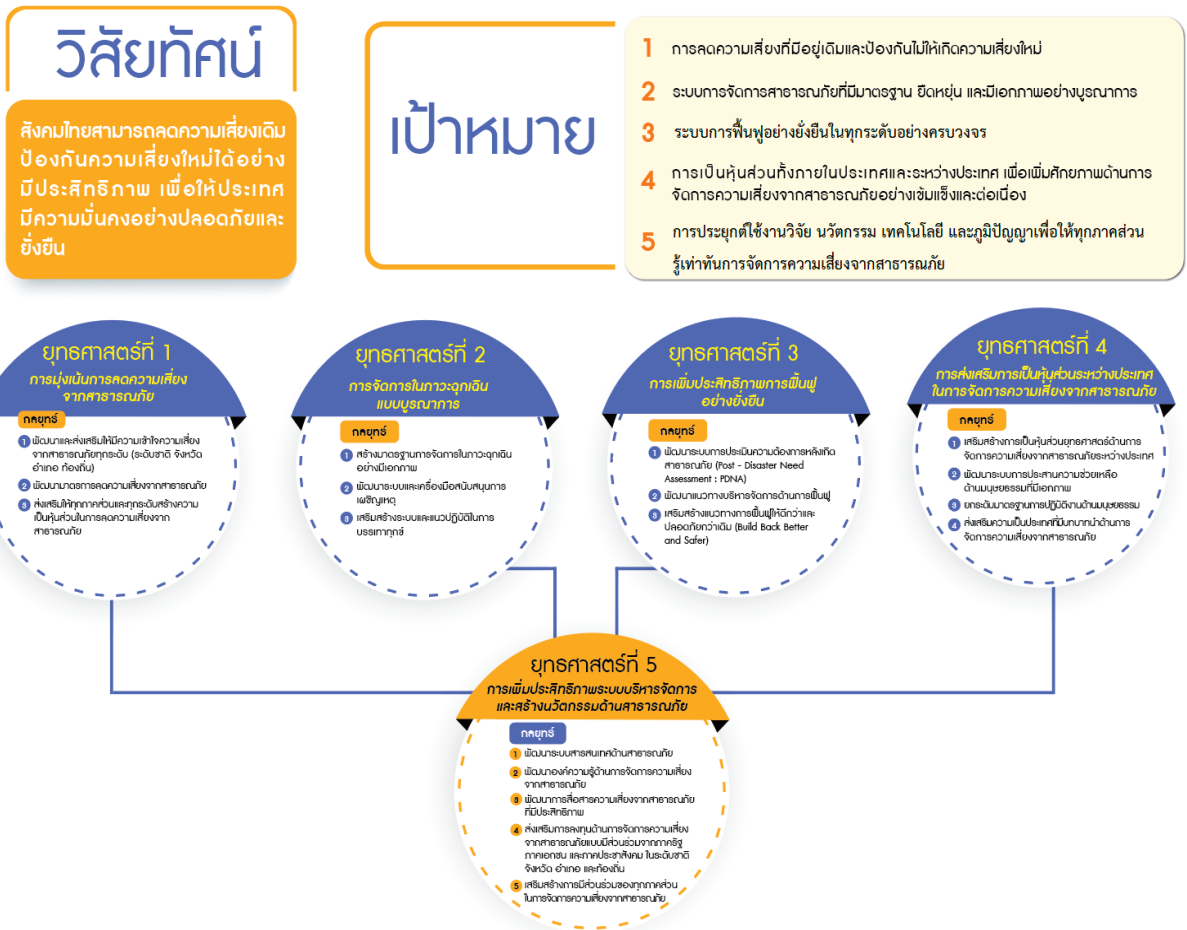 วิสัยทัศน์
สังคมไทยสามารถลดความเสี่ยงเดิม
ป้องกันความเสี่ยงใหม่ได้อย่าง
มีประสิทธิภาพ เพื่อให้ประเทศ
มีความมั่นคงอย่างปลอดภัยและ
ยั่งยืน
เป้าหมาย
1 การลดความเสี่ยงที่มีอยู่เดิมและป้องกันไม่ให้เกิดความเสี่ยงใหม่
2 ระบบการจัดการสาธารณภัยที่มีมาตรฐาน ยืดหยุ่น และมีเอกภาพอย่างบูรณาการ
3 ระบบการฟื้นฟูอย่างยั่งยืนในทุกระดับอย่างครบวงจร
4 การเป็นหุ้นส่วนทั้งภายในประเทศและระหว่างประเทศ เพื่อเพิ่มศักยภาพด้านการ
จัดการความเสี่ยงจากสาธารณภัยอย่างเข้มแข็งและต่อเนื่อง
5 การประยุกต์ใช้งานวิจัย นวัตกรรม เทคโนโลยี และภูมิปัญญาเพื่อให้ทุกภาคส่วน
รู้เท่าทันการจัดการความเสี่ยงจากสาธารณภัย
ยุทธศาสตร์ที่ 1
การมุ่งเน้นการลดความเสี่ยง
จากสาธารณภัย
กลยุทธ์
1 พัฒนาและส่งเสริมให้มีความเข้าใจความเสี่ยง
จากสาธารณภัยทุกระดับ (ระดับชาติ จังหวัด
อำเภอ ท้องถิ่น)
2 พัฒนามาตรการลดความเสี่ยงจากสาธารณภัย
3 ส่งเสริมให้ทุกภาคส่วนและทุกระดับสร้างความ
เป็นหุ้นส่วนในการลดความเสี่ยงจาก
สาธารณภัย
ยุทธศาสตร์ที่ 2
การจัดการในภาวะฉุกเฉิน
แบบบูรณาการ
กลยุทธ์
1 สร้างมาตรฐานการจัดการในภาวะฉุกเฉิน
อย่างมีเอกภาพ
2 พัฒนาระบบและเครื่องมือสนับสนุนการ
เผชิญเหตุ
3 เสริมสร้างระบบและแนวปฏิบัติในการ
บรรเทาทุกข์
ยุทธศาสตร์ที่ 3
การเพิ่มประสิทธิภาพการฟื้นฟู
อย่างยั่งยืน
กลยุทธ์
1 พัฒนาระบบการประเมินความต้องการหลังเกิด
สาธารณภัย (Post - Disaster Need
Assessment : PDNA)
2 พัฒนาแนวทางบริหารจัดการด้านการฟื้นฟู
3 เสริมสร้างแนวทางการฟื้นฟูให้ดีกว่าและ
ปลอดภัยกว่าเดิม (Build Back Better
and Safer)
ยุทธศาสตร์ที่ 4
การส่งเสริมการเป็นหุ้นส่วนระหว่างประเทศ
ในการจัดการความเสี่ยงจากสาธารณภัย
กลยุทธ์
1 เสริมสร้างการเป็นหุ้นส่วนยุทธศาสตร์ด้านการ
จัดการความเสี่ยงจากสาธารณภัยระหว่างประเทศ
2 พัฒนาระบบการประสานความช่วยเหลือ
ด้านมนุษยธรรมที่มีเอกภาพ
3 ยกระดับมาตรฐานการปฏิบัติงานด้านมนุษยธรรม
4 ส่งเสริมความเป็นประเทศที่มีบทบาทนำด้านการ
จัดการความเสี่ยงจากสาธารณภัย
ยุทธศาสตร์ที่ 5
การเพิ่มประสิทธิภาพระบบบริหารจัดการ
และสร้างนวัตกรรมด้านสาธารณภัย
กลยุทธ์
1 พัฒนาระบบสารสนเทศด้านสาธารณภัย
2 พัฒนาองค์ความรู้ด้านการจัดการความเสี่ยง
จากสาธารณภัย
3 พัฒนาการสื่อสารความเสี่ยงจากสาธารณภัย
ที่มีประสิทธิภาพ
4 ส่งเสริมการลงทุนด้านการจัดการความเสี่ยง
จากสาธารณภัยแบบมีส่วนร่วมจากภาครัฐ
ภาคเอกชน และภาคประชาสังคม ในระดับชาติ
จังหวัด อำเภอ และท้องถิ่น
5 เสริมสร้างการมีส่วนร่วมของทุกภาคส่วน
ในการจัดการความเสี่ยงจากสาธารณภัย